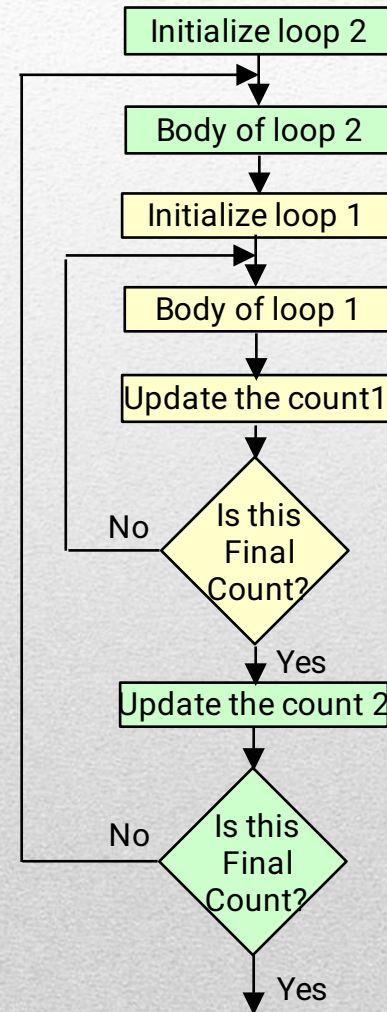 Initialize loop 2
Body of loop 2
Initialize loop 1
Body of loop 1
Update the count1
Is this
Final
Count?
No
Yes
Update the count 2
Is this
Final
Count?
No
Yes